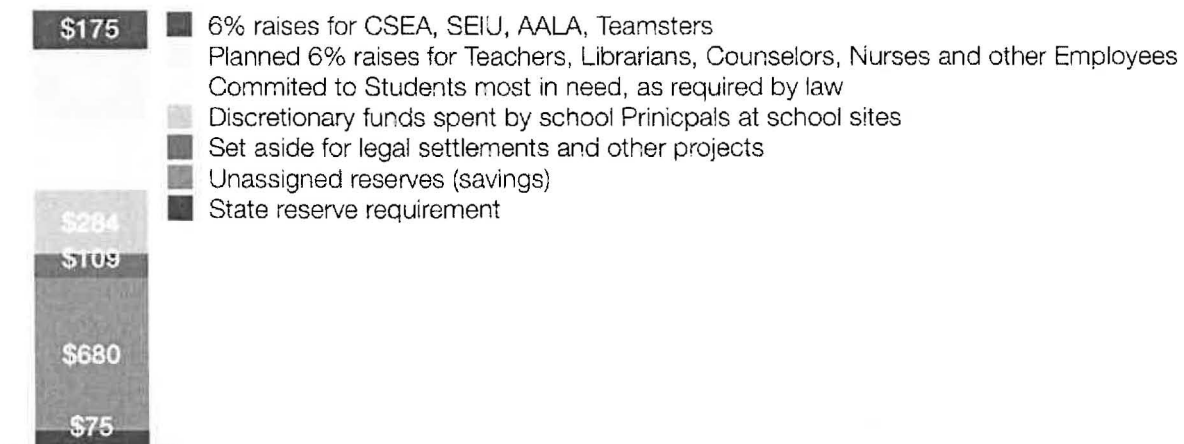 $175
6% raises for CSEA, SEIU, AALA, Teamsters
Planned 6% raises for Teachers, Librarians, Counselors, Nurses and other Employees
Commited to Students most in need, as required by law
Discretionary funds spent by school Prinicpals at school sites
Set aside for legal settlements and other projects
Unassigned reserves (savings)
State reserve requirement
$284
$109
$680
$75